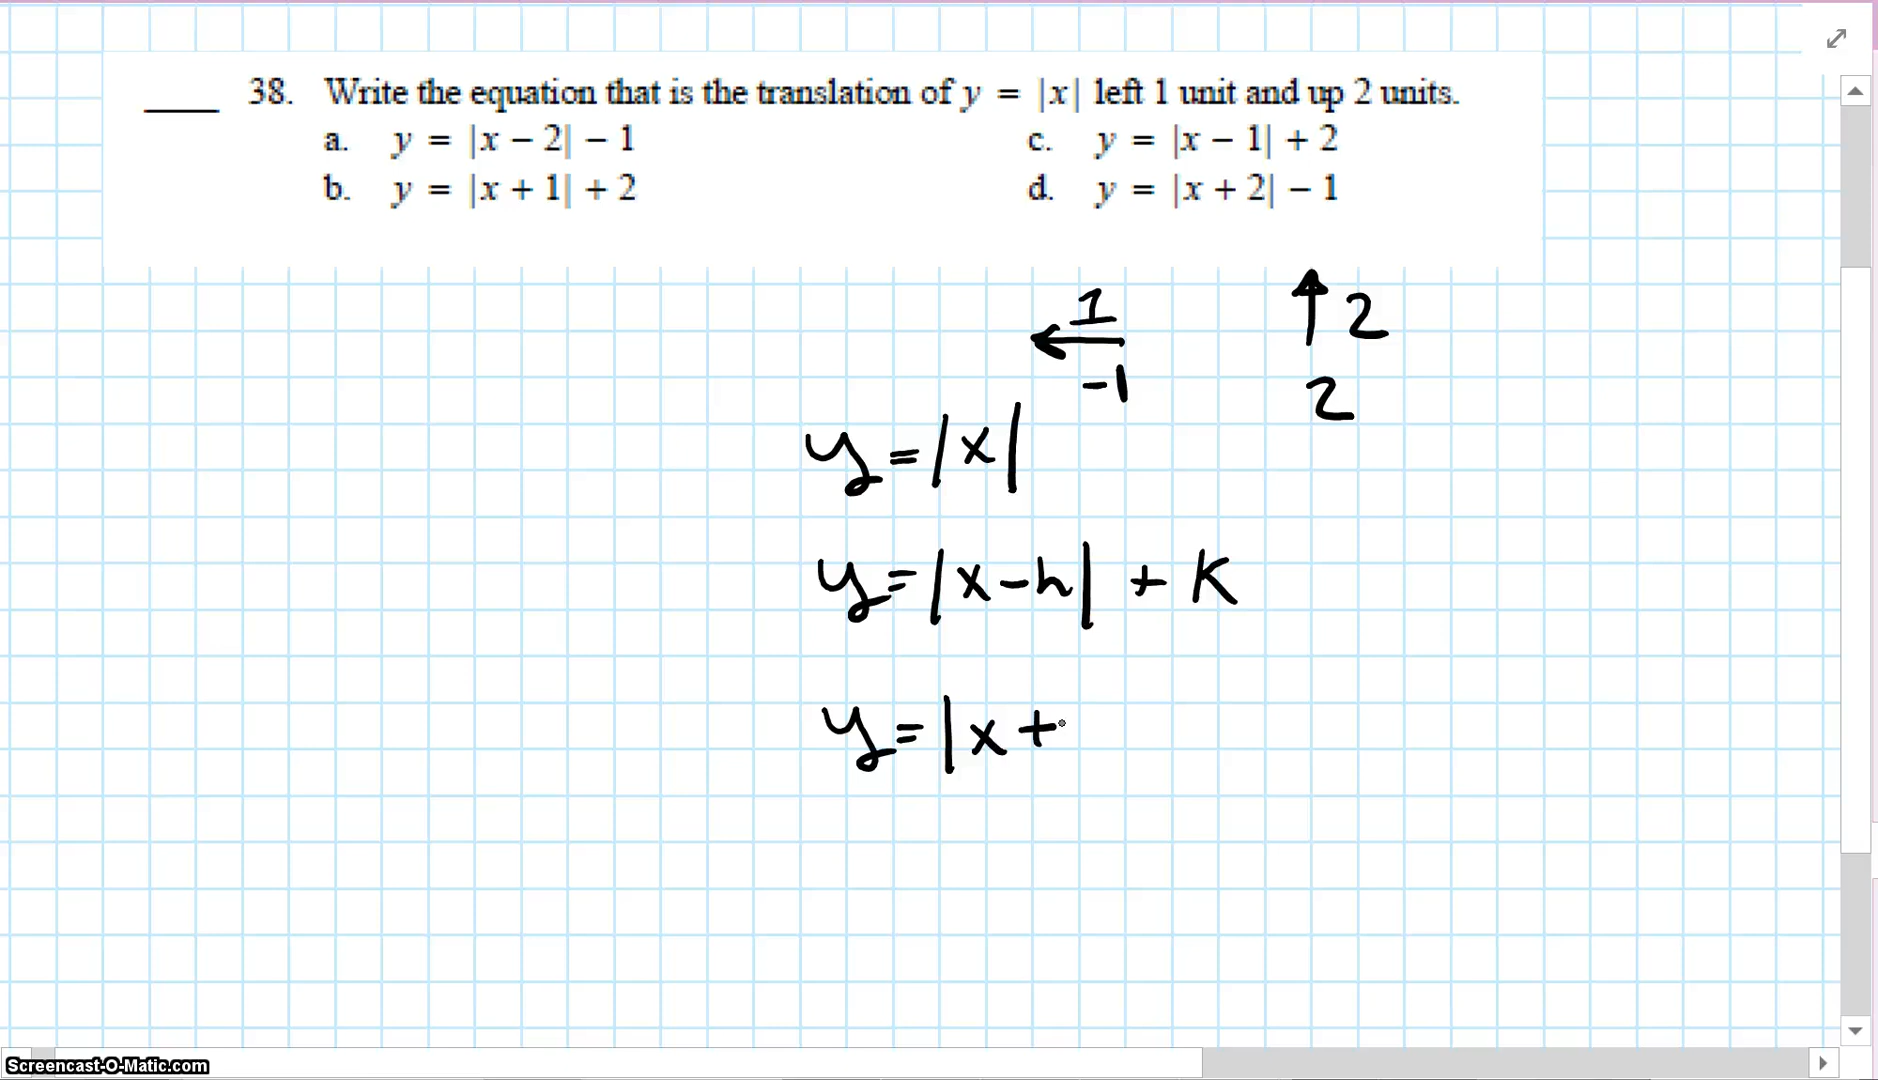 38. Write the equation that is the translation of y = |x| left 1 unit and up 2 units.
a. y = |x − 2| − 1 c. y = |x − 1| + 2
b. y = |x + 1| + 2 d. y = |x + 2| − 1
1 2
-1 2
y = |x|
y = |x - h| + k
y = |x +
Screencast-O-Matic.com